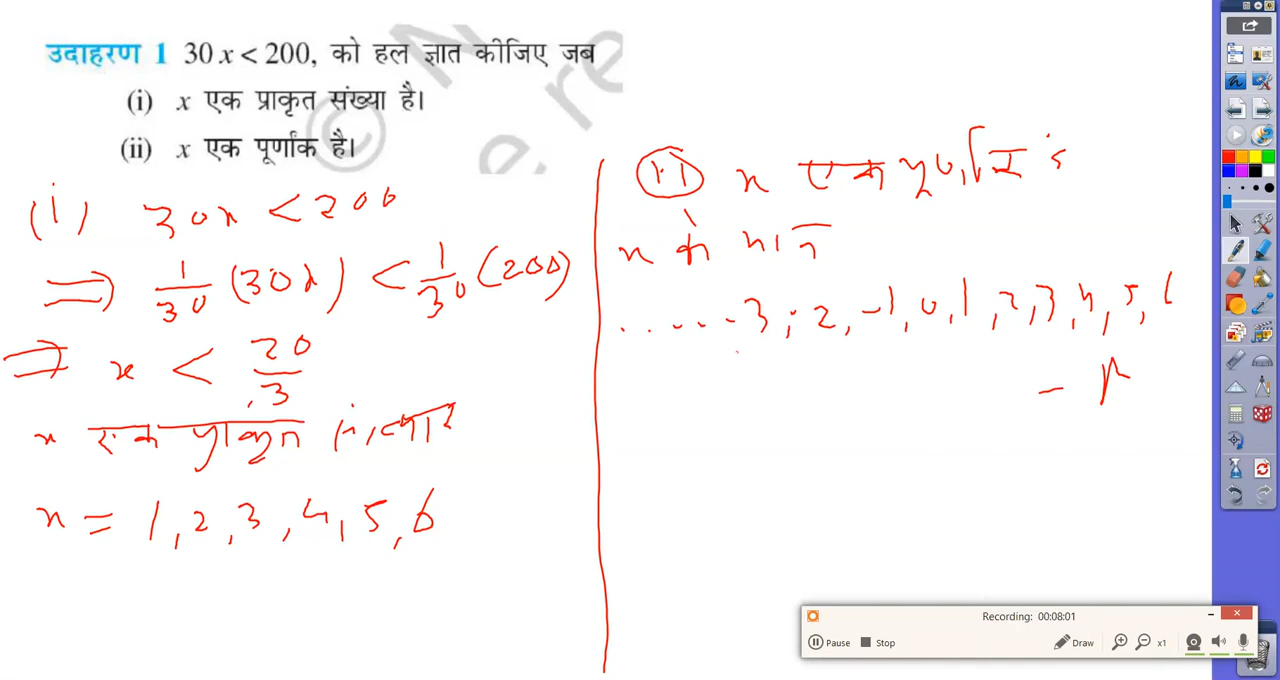 उदाहरण 1 30 x < 200, को हल ज्ञात कीजिए जब
(i) x एक प्राकृत संख्या है।
(ii) x एक पूर्णांक है।
(i) 30x < 200
⟹ 1/30 (30x) < 1/30 (200)
⟹ x < 20/3
x एक प्राकृत
x = 1, 2, 3, 4, 5, 6
(ii) x एक
x के मान
......-3, -2, -1, 0, 1, 2, 3, 4, 5, 6
Recording: 00:08:01
Pause Stop Draw x1